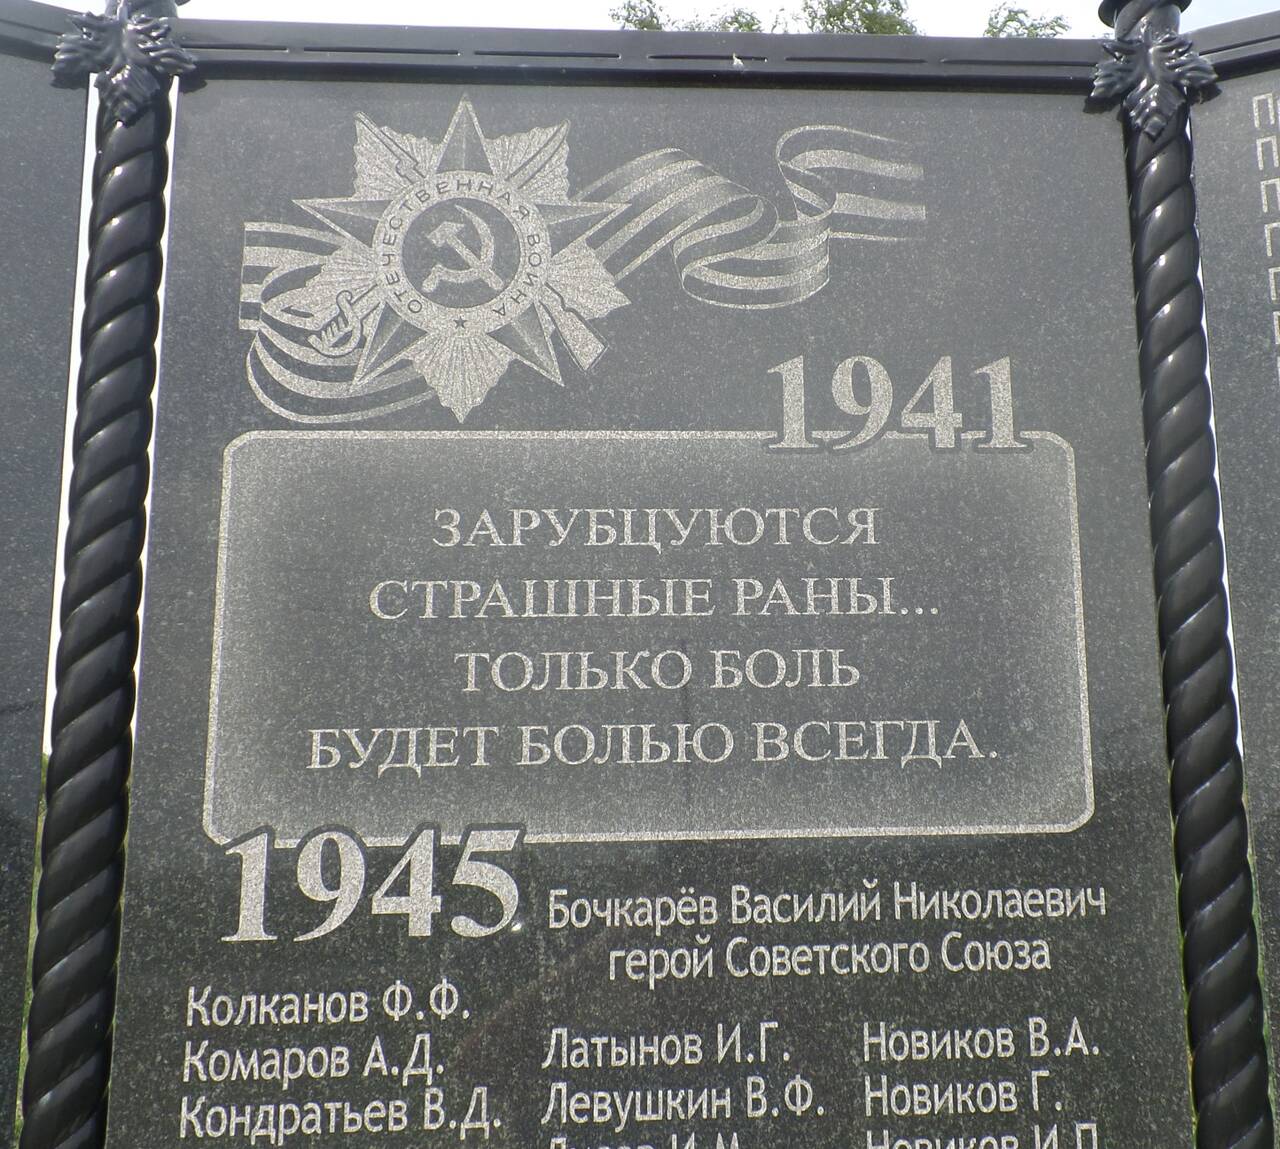 ОТЕЧЕСТВЕННАЯ ВОЙНА
1941
ЗАРУБЦУЮТСЯ
СТРАШНЫЕ РАНЫ...
ТОЛЬКО БОЛЬ
БУДЕТ БОЛЬЮ ВСЕГДА.
1945
Бочкарёв Василий Николаевич
герой Советского Союза
Колканов Ф.Ф.
Комаров А.Д.
Кондратьев В.Д.
Латынов И.Г.
Левушкин В.Ф.
Новиков В.А.
Новиков Г.
Новиков И.П.